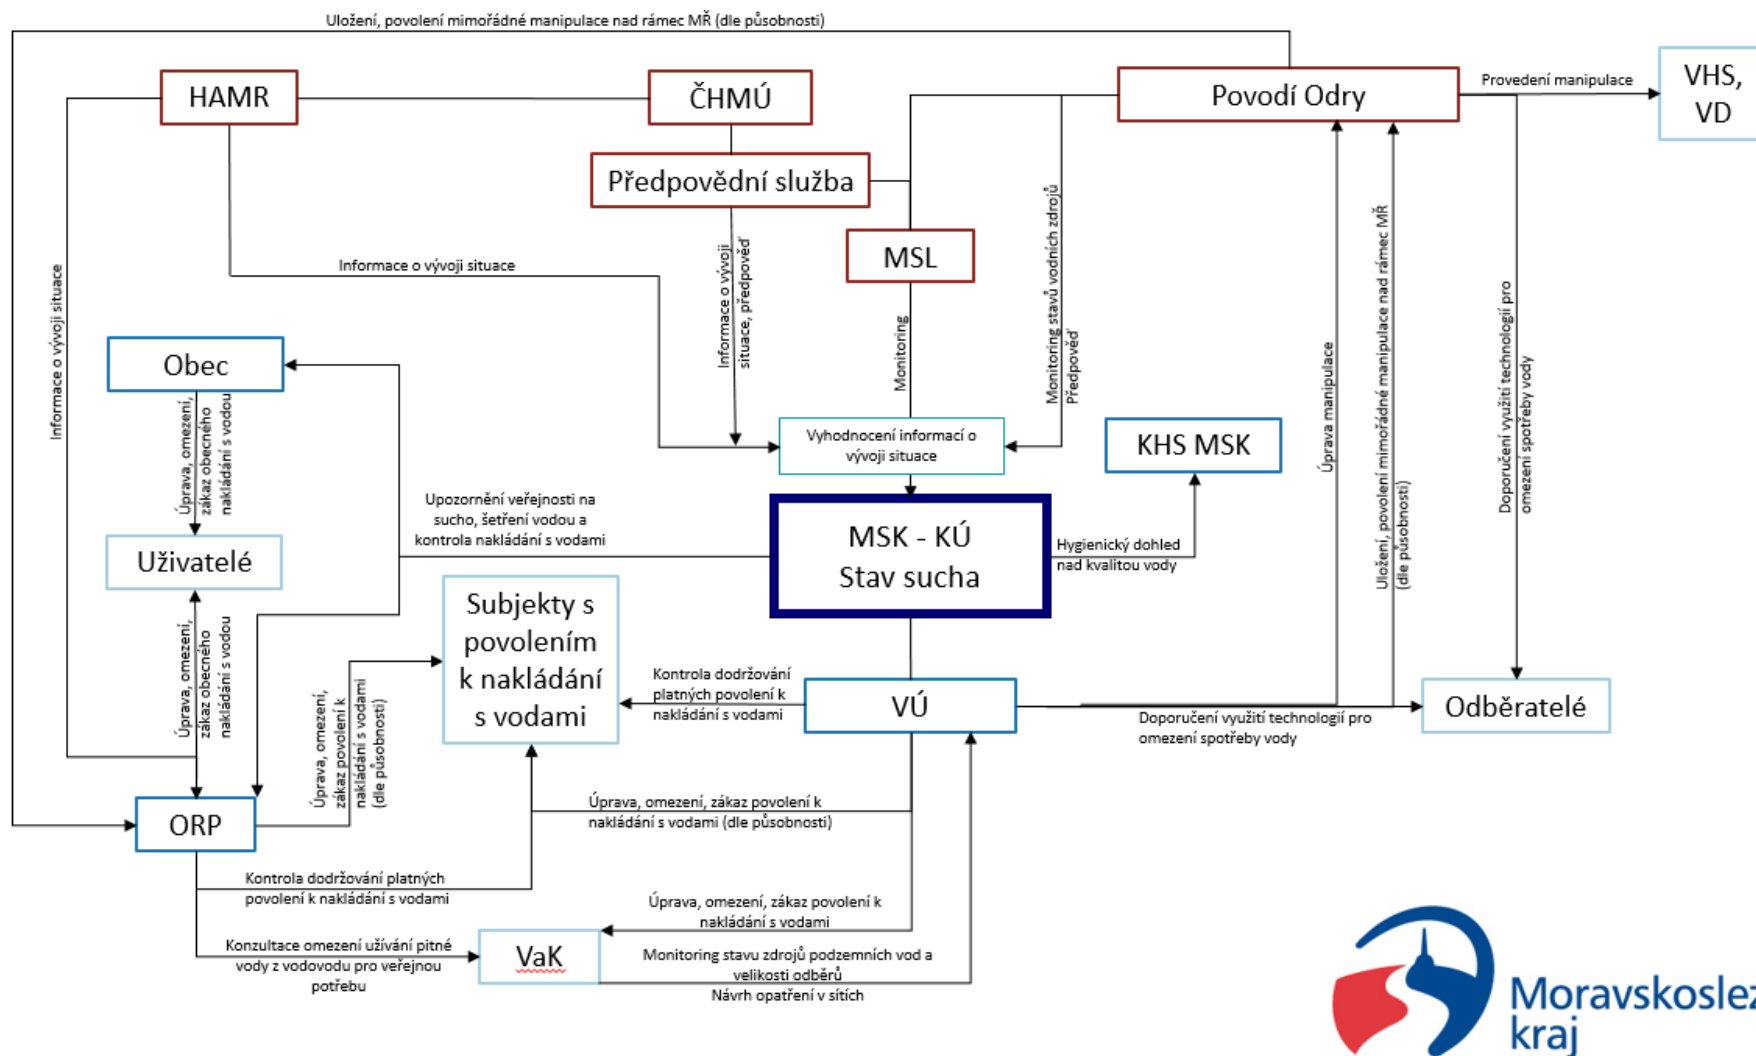 Uložení, povolení mimořádné manipulace nad rámec MŘ (dle působnosti)
HAMR
ČHMÚ
Povodí Odry
Provedení manipulace
VHS,
VD
Předpovědní služba
MSL
Informace o vývoji situace
Informace o vývoji situace
Informace o vývoji
situace, předpověď
Monitoring
Monitoring stavů vodních zdrojů
Předpověď
Úprava manipulace
Uložení, povolení mimořádné manipulace nad rámec MŘ
(dle působnosti)
Doporučení využití technologií pro
omezení spotřeby vody
Obec
Úprava, omezení,
zákaz obecného
nakládání s vodou
Vyhodnocení informací o
vývoji situace
KHS MSK
Upozornění veřejnosti na
sucho, šetření vodou a
kontrola nakládání s vodami
MSK - KÚ
Stav sucha
Hygienický dohled
nad kvalitou vody
Uživatelé
Úprava, omezení,
zákaz obecného
nakládání s vodou
Subjekty s
povolením
k nakládání
s vodami
Úprava, omezení,
zákaz povolení k
nakládání s vodami
(dle působnosti)
Kontrola dodržování
platných povolení k
nakládání s vodami
VÚ
Doporučení využití technologií pro
omezení spotřeby vody
Odběratelé
ORP
Úprava, omezení, zákaz povolení k
nakládání s vodami (dle působnosti)
Kontrola dodržování platných
povolení k nakládání s vodami
Úprava, omezení, zákaz povolení k
nakládání s vodami
Konzultace omezení užívání pitné
vody z vodovodu pro veřejnou
potřebu
VaK
Monitoring stavu zdrojů podzemních vod a
velikosti odběrů
Návrh opatření v sítích
Moravskoslez
kraj